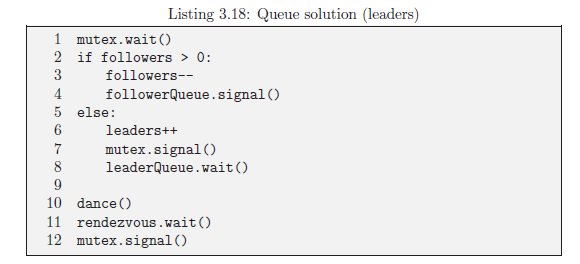 Listing 3.18: Queue solution (leaders)
1 mutex.wait()
2 if followers > 0:
3     followers--
4     followerQueue.signal()
5 else:
6     leaders++
7     mutex.signal()
8     leaderQueue.wait()
9
10 dance()
11 rendezvous.wait()
12 mutex.signal()